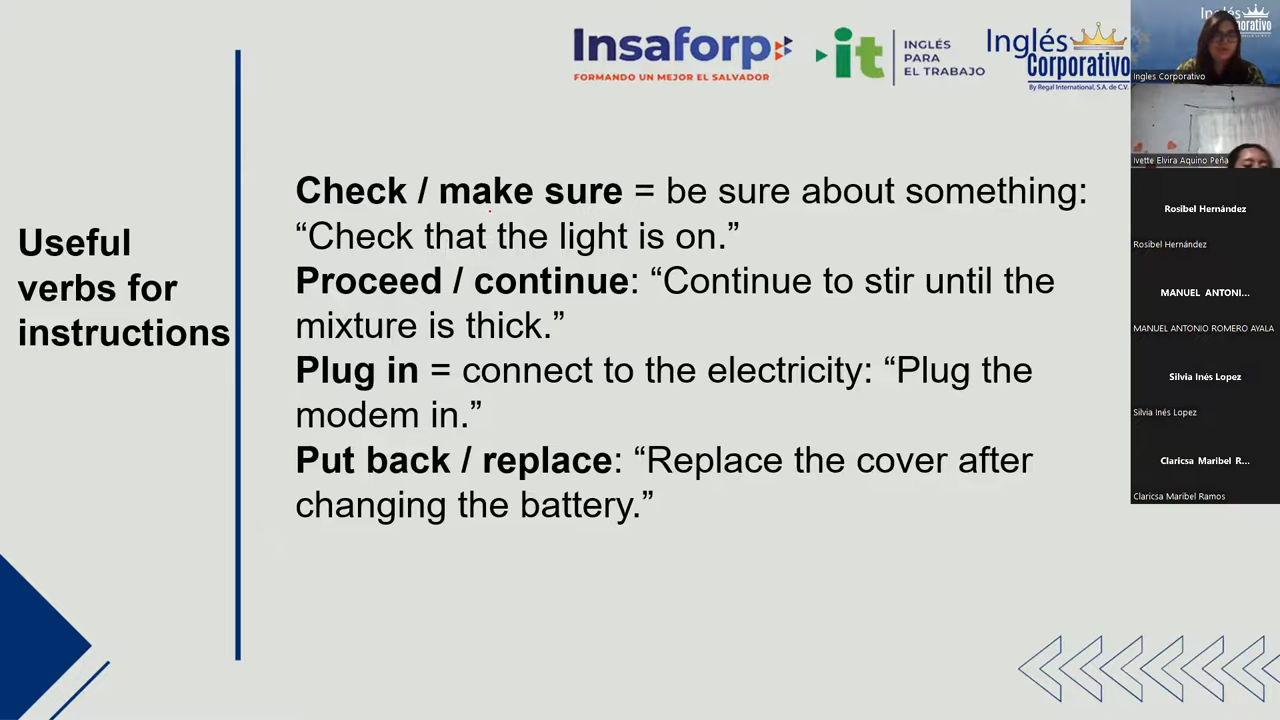 Insaforp
FORMANDO UN MEJOR EL SALVADOR
it
INGLÉS
PARA
EL TRABAJO
Inglés
Corporativo
By Regal International, S.A. de C.V.
Useful
verbs for
instructions
Check / make sure = be sure about something:
“Check that the light is on.”
Proceed / continue: “Continue to stir until the
mixture is thick.”
Plug in = connect to the electricity: “Plug the
modem in.”
Put back / replace: “Replace the cover after
changing the battery.”
Ingles Corporativo
Ivette Elvira Aquino Peña
Rosibel Hernández
Rosibel Hernández
MANUEL ANTONI...
MANUEL ANTONIO ROMERO AYALA
Silvia Inés Lopez
Silvia Inés Lopez
Claricsa Maribel R...
Claricsa Maribel Ramos